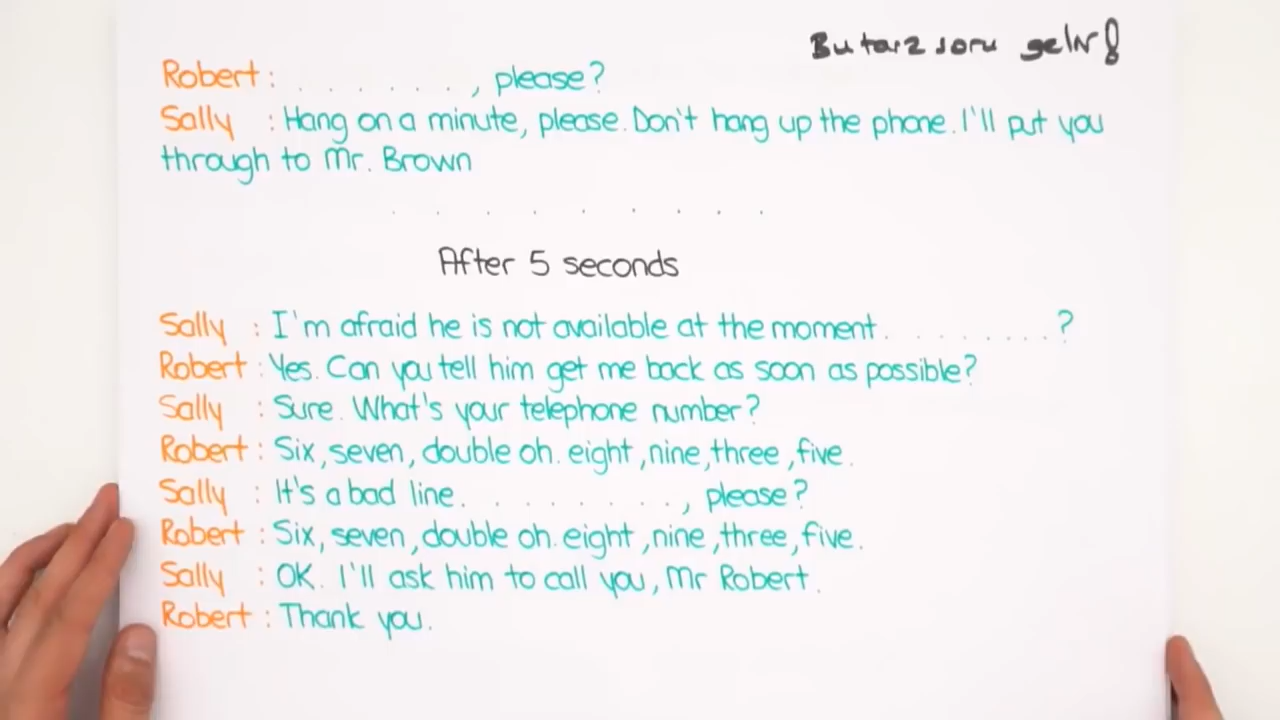 Bu tarz soru gelir!
Robert: . . . . . . ., please?
Sally : Hang on a minute, please. Don't hang up the phone. I'll put you
through to Mr. Brown
. . . . . . . . .
After 5 seconds
Sally : I'm afraid he is not available at the moment. . . . . . . . .?
Robert: Yes. Can you tell him get me back as soon as possible?
Sally : Sure. What's your telephone number?
Robert: Six, seven, double oh. eight, nine, three, five.
Sally : It's a bad line. . . . . . . . ., please?
Robert: Six, seven, double oh. eight, nine, three, five.
Sally : OK. I'll ask him to call you, Mr Robert.
Robert: Thank you.